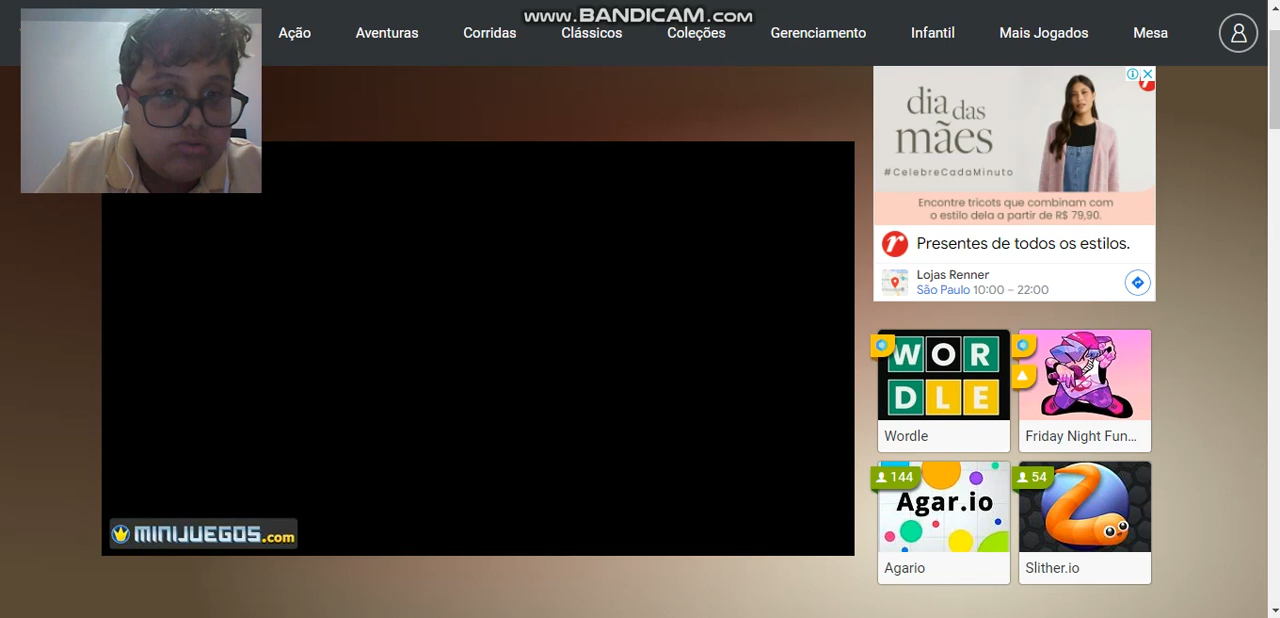 www.BANDICAM.com
Ação Aventuras Corridas Clássicos Coleções Gerenciamento Infantil Mais Jogados Mesa
dia das
mães
#CelebreCadaMinuto
Encontre tricots que combinam com
o estilo dela a partir de R$ 79,90.
r Presentes de todos os estilos.
Lojas Renner
São Paulo 10:00 – 22:00
WOR
DLE
Wordle
Friday Night Fun...
144
Agar.io
Agario
54
Slither.io
MINIJUEGOS.com